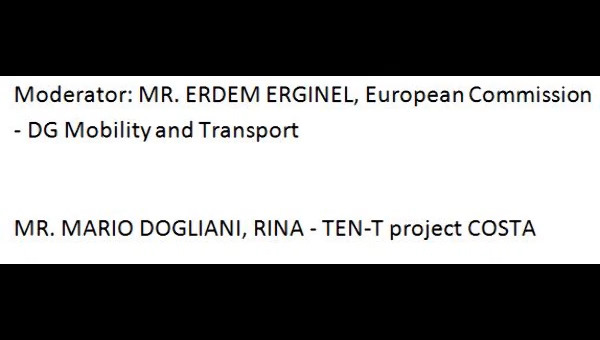 Moderator: MR. ERDEM ERGINEL, European Commission
- DG Mobility and Transport
MR. MARIO DOGLIANI, RINA - TEN-T project COSTA